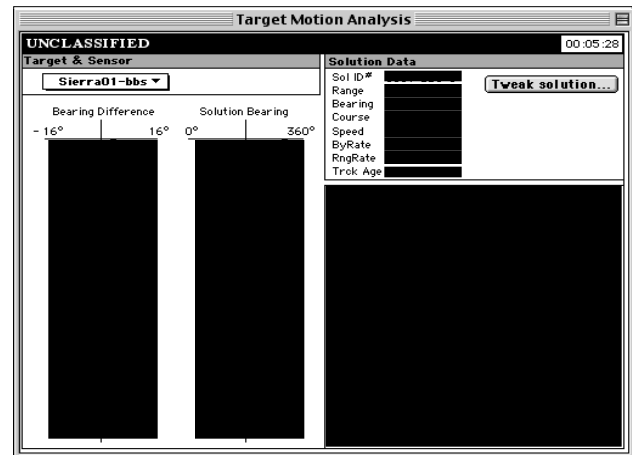 Target Motion Analysis
UNCLASSIFIED
00:05:28
Target & Sensor
Sierra01-bbs
Bearing Difference
Solution Bearing
- 16° 16°
0° 360°
Solution Data
Sol ID#
Range
Bearing
Course
Speed
ByRate
RngRate
Trck Age
Tweak solution...